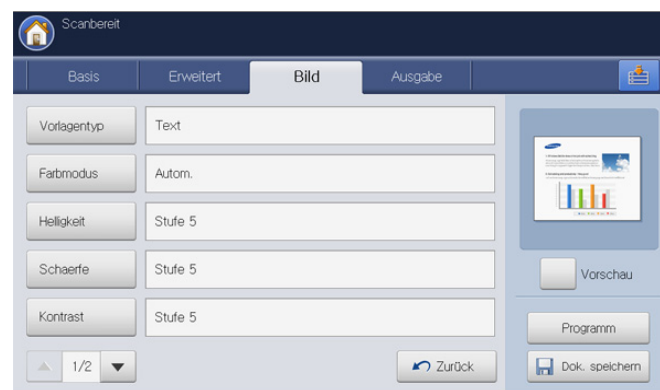 Scanbereit
Basis
Erweitert
Bild
Ausgabe
Vorlagentyp
Text
Farbmodus
Autom.
Helligkeit
Stufe 5
Schaerfe
Stufe 5
Kontrast
Stufe 5
1/2
Zurück
Vorschau
Programm
Dok. speichern